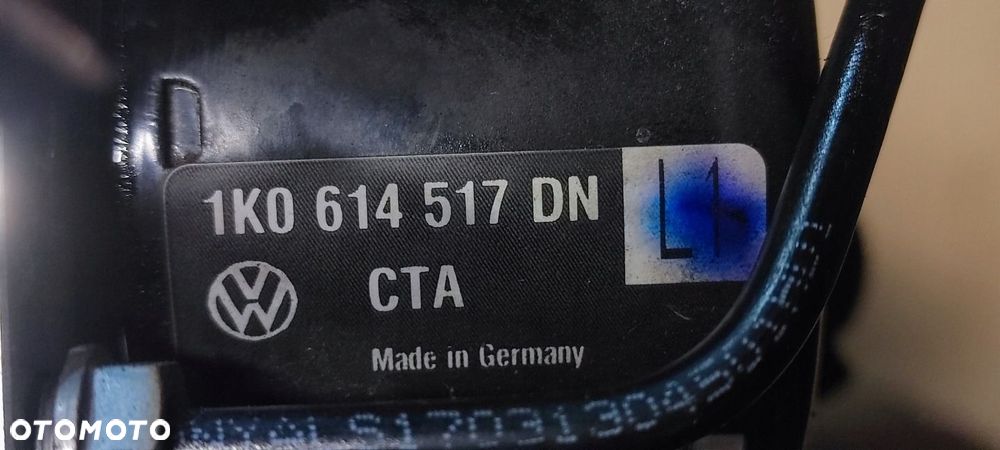 1K0 614 517 DN
L1
CTA
Made in Germany
OTOMOTO